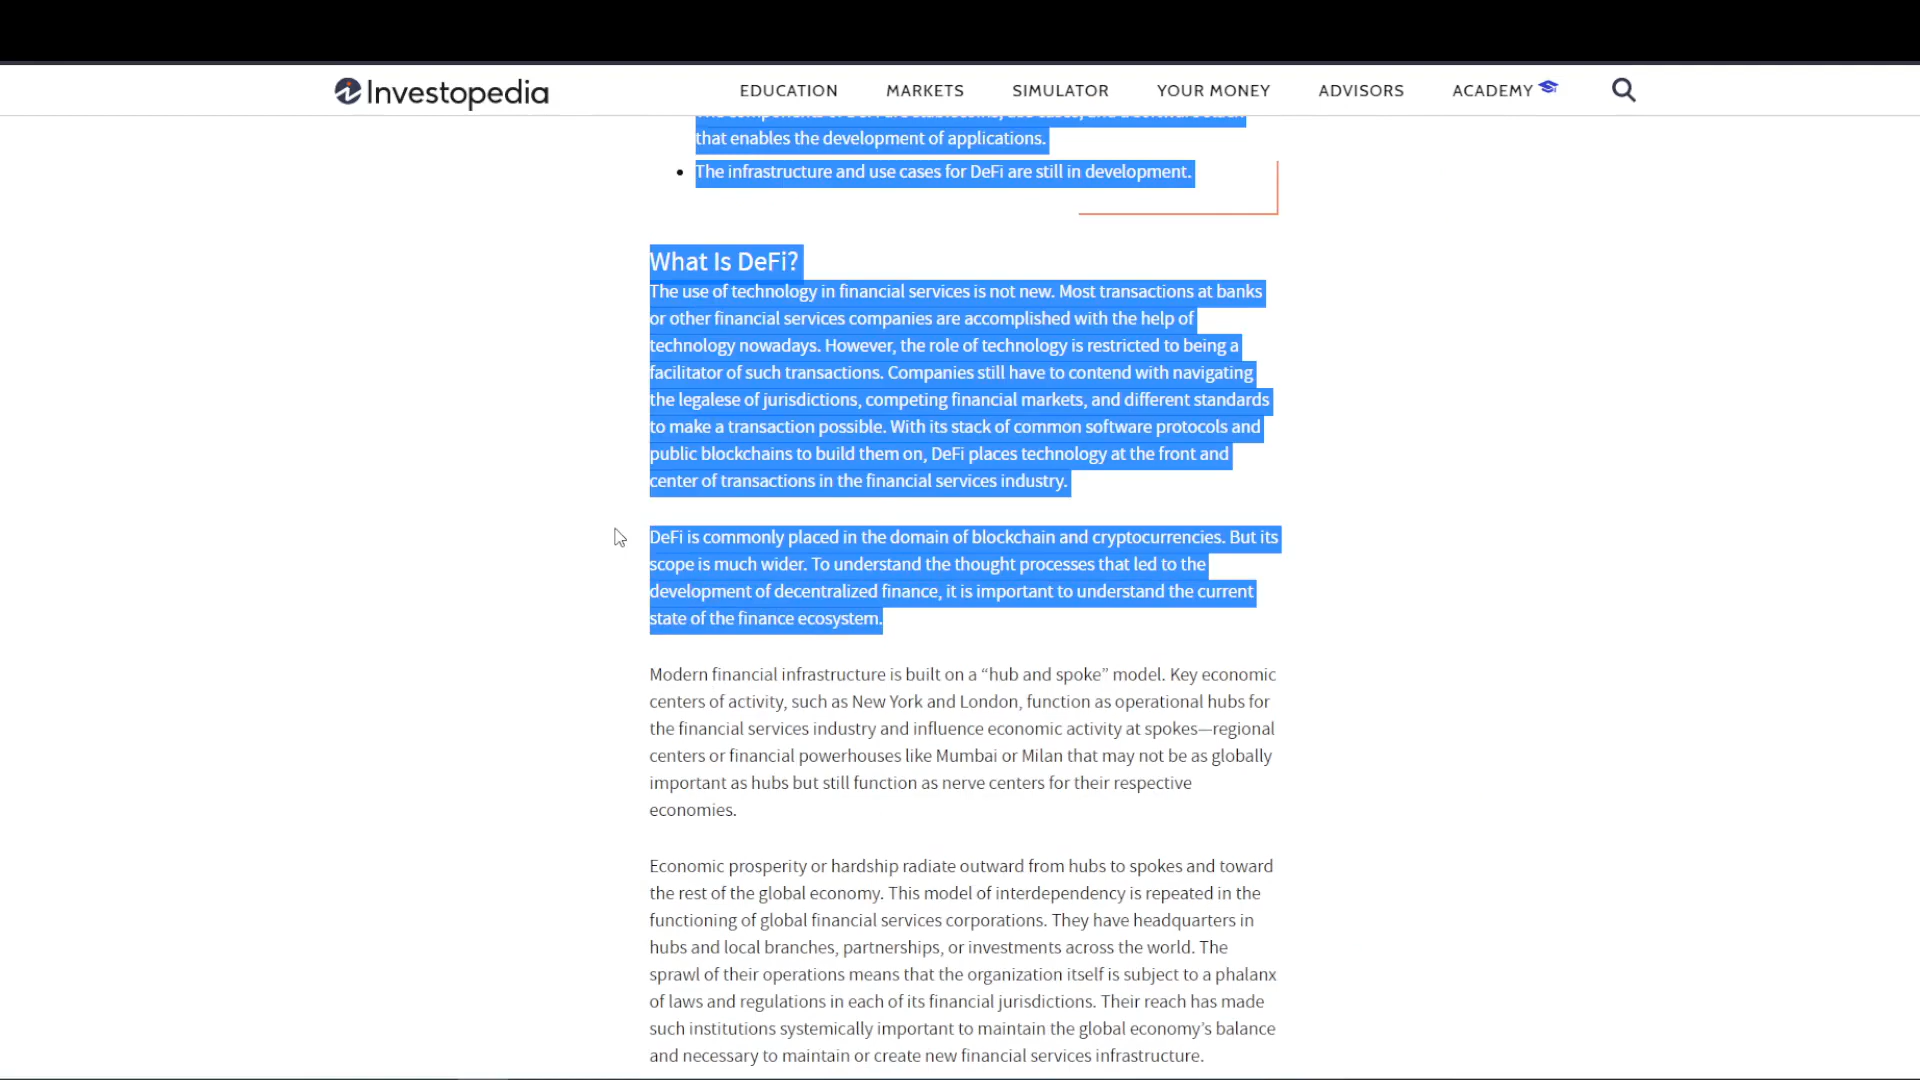 Investopedia
EDUCATION MARKETS SIMULATOR YOUR MONEY ADVISORS ACADEMY
The components of DeFi are stablecoins, use cases, and a software stack
that enables the development of applications.
• The infrastructure and use cases for DeFi are still in development.
What Is DeFi?
The use of technology in financial services is not new. Most transactions at banks
or other financial services companies are accomplished with the help of
technology nowadays. However, the role of technology is restricted to being a
facilitator of such transactions. Companies still have to contend with navigating
the legalese of jurisdictions, competing financial markets, and different standards
to make a transaction possible. With its stack of common software protocols and
public blockchains to build them on, DeFi places technology at the front and
center of transactions in the financial services industry.
DeFi is commonly placed in the domain of blockchain and cryptocurrencies. But its
scope is much wider. To understand the thought processes that led to the
development of decentralized finance, it is important to understand the current
state of the finance ecosystem.
Modern financial infrastructure is built on a “hub and spoke” model. Key economic
centers of activity, such as New York and London, function as operational hubs for
the financial services industry and influence economic activity at spokes—regional
centers or financial powerhouses like Mumbai or Milan that may not be as globally
important as hubs but still function as nerve centers for their respective
economies.
Economic prosperity or hardship radiate outward from hubs to spokes and toward
the rest of the global economy. This model of interdependency is repeated in the
functioning of global financial services corporations. They have headquarters in
hubs and local branches, partnerships, or investments across the world. The
sprawl of their operations means that the organization itself is subject to a phalanx
of laws and regulations in each of its financial jurisdictions. Their reach has made
such institutions systemically important to maintain the global economy’s balance
and necessary to maintain or create new financial services infrastructure.